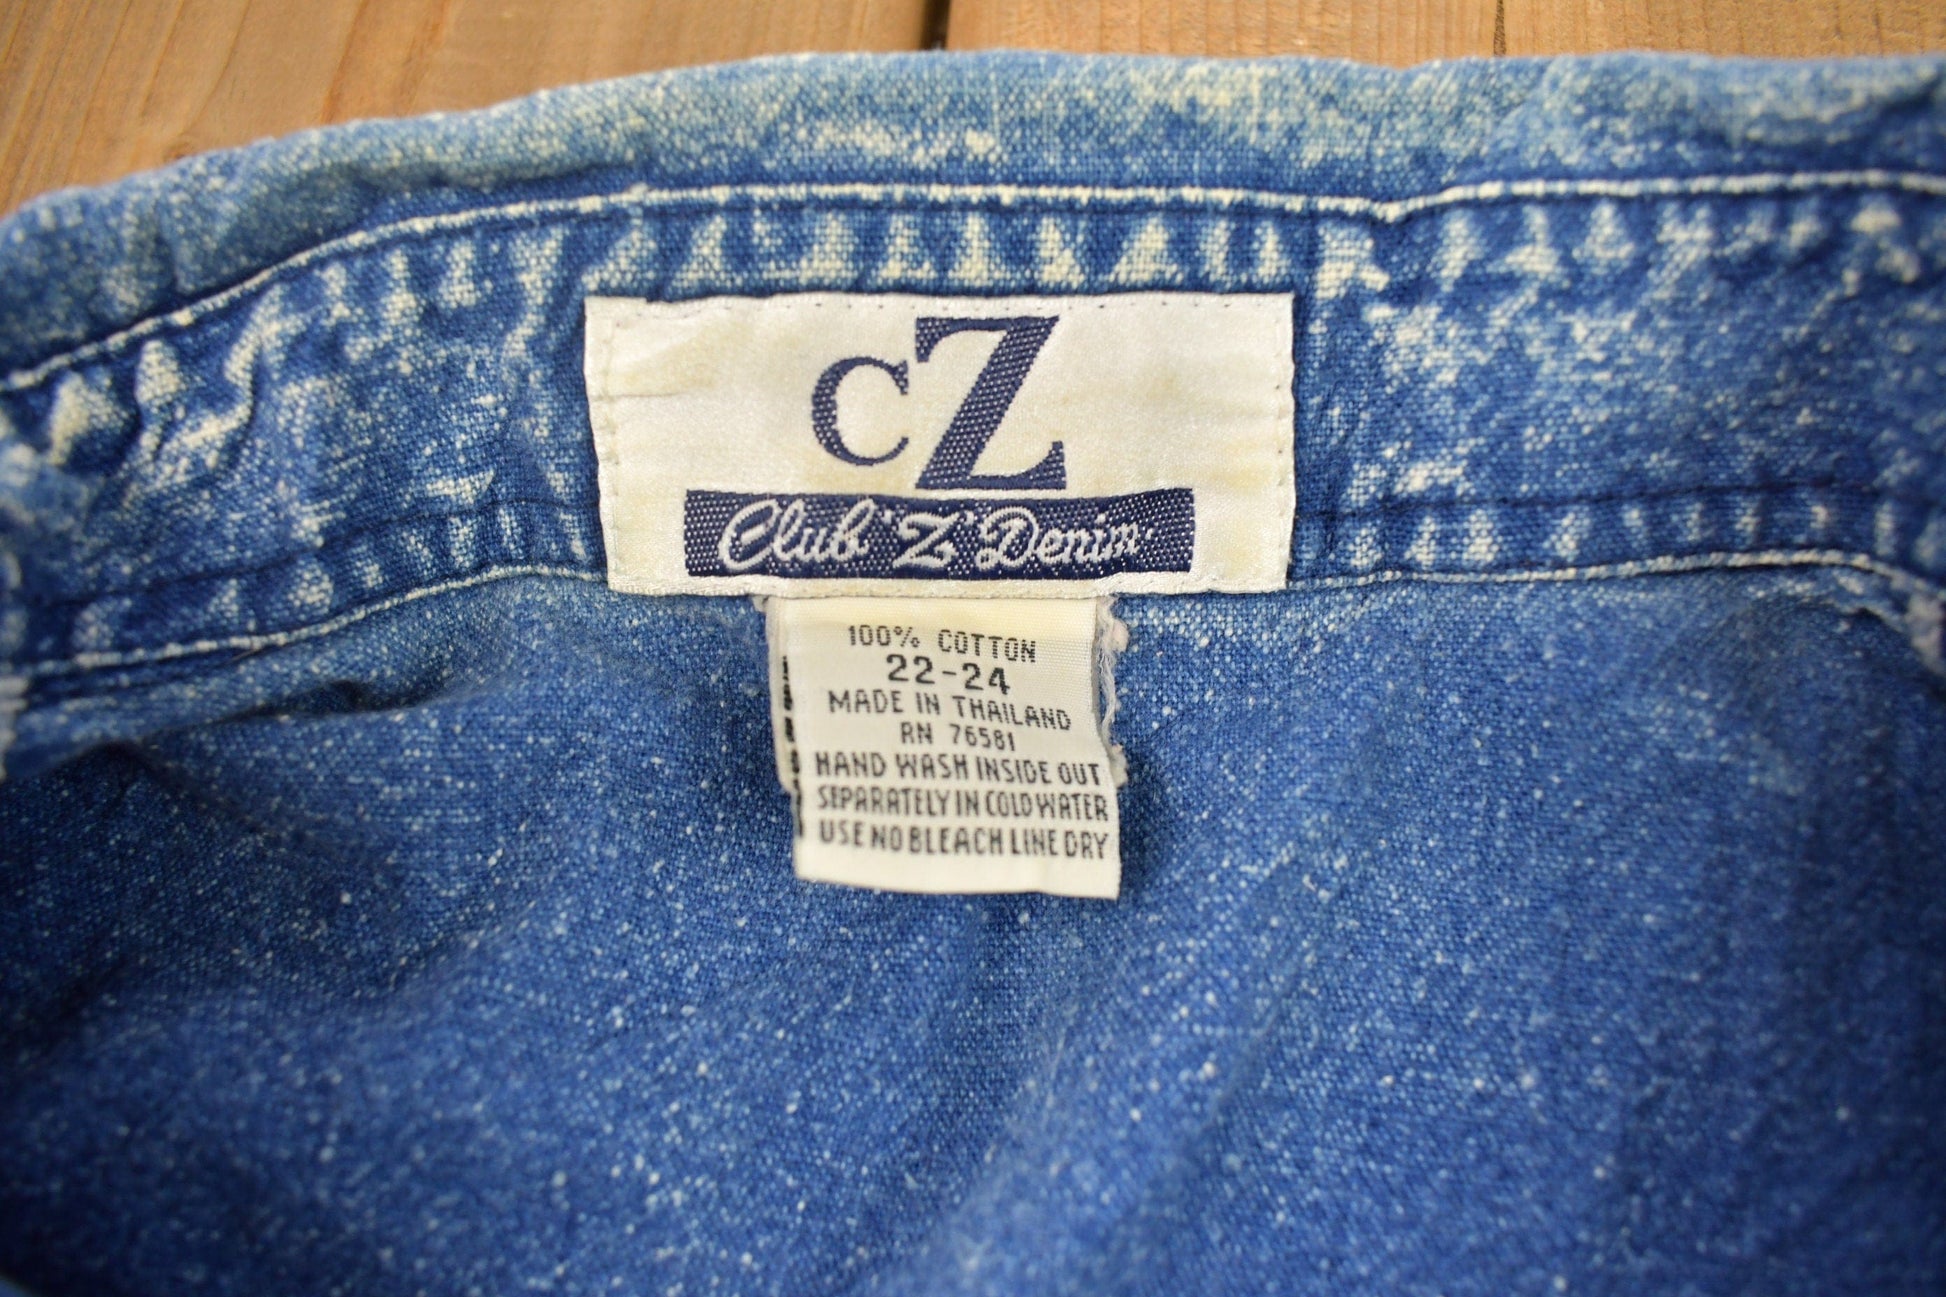 CZ
Club 'Z' Denim
100% COTTON
22-24
MADE IN THAILAND
RN 76581
HAND WASH INSIDE OUT
SEPARATELY IN COLD WATER
USE NO BLEACH LINE DRY